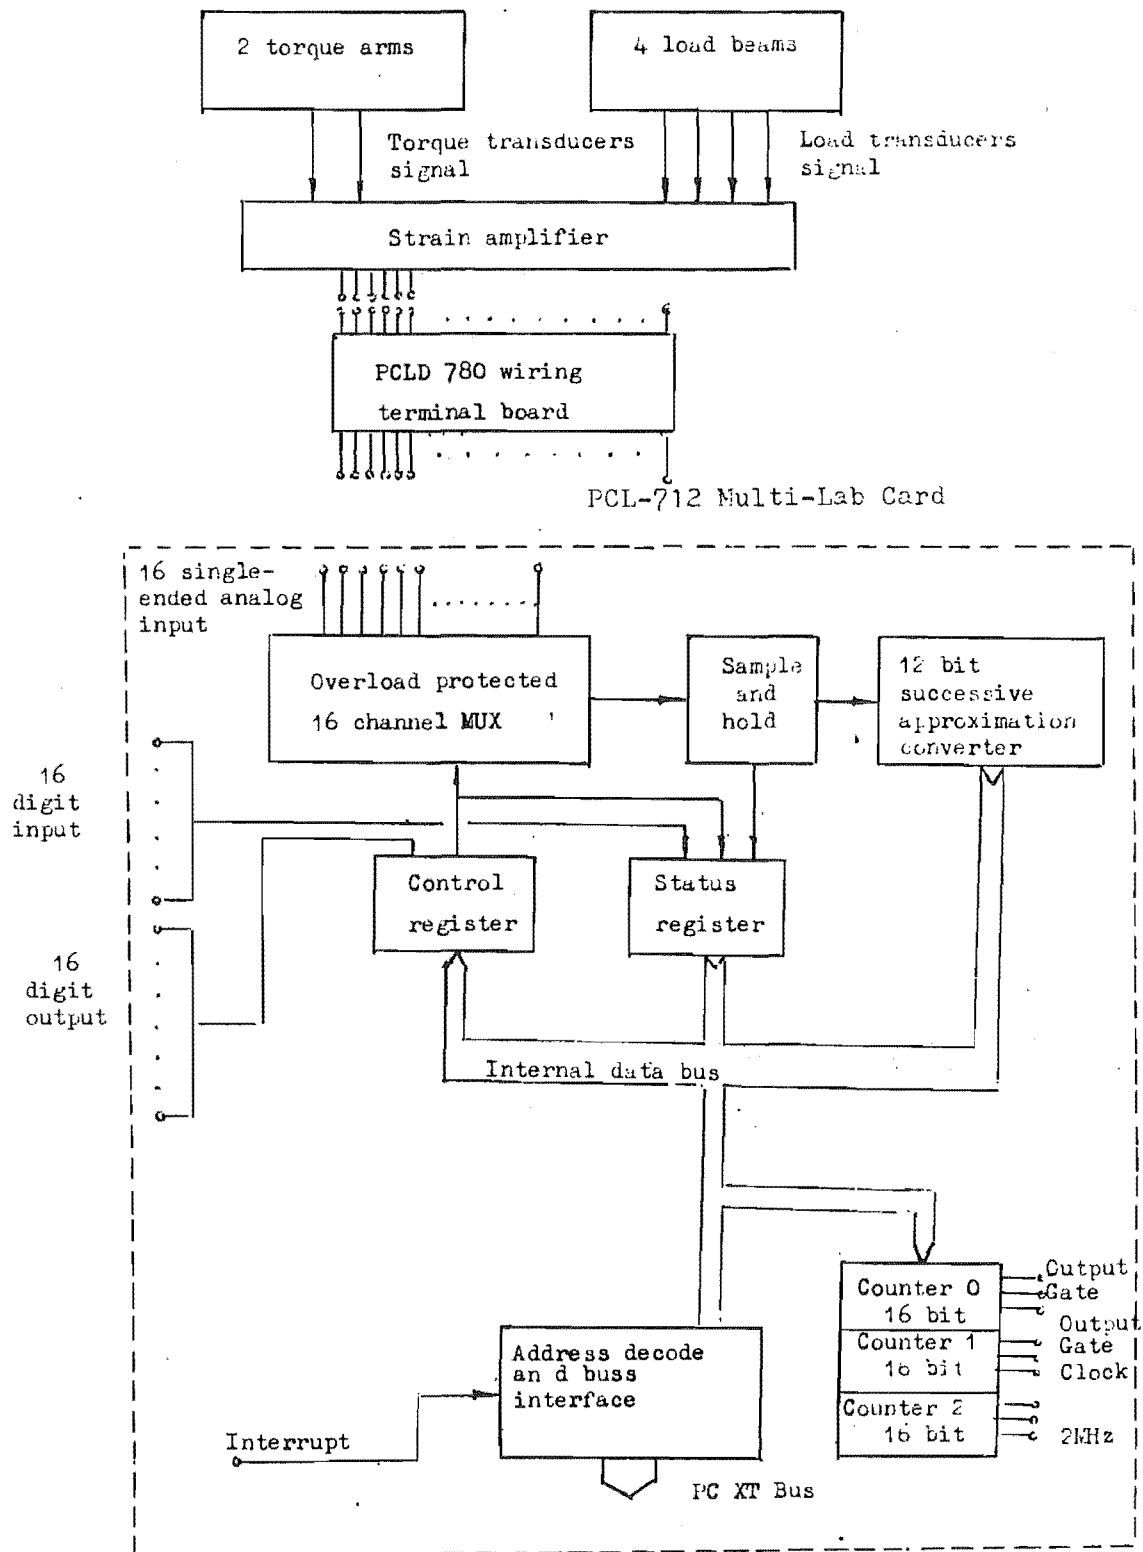 2 torque arms
4 load beams
Torque transducers
signal
Load transducers
signal
Strain amplifier
PCLD 780 wiring
terminal board
PCL-712 Multi-Lab Card
16 single-
ended analog
input
Overload protected
16 channel MUX
Sample
and
hold
12 bit
successive
approximation
converter
16
digit
input
Control
register
Status
register
16
digit
output
Internal data bus
Counter 0
16 bit
Output
Gate
Counter 1
16 bit
Output
Gate
Clock
Counter 2
16 bit
2MHz
Address decode
an d buss
interface
Interrupt
PC XT Bus